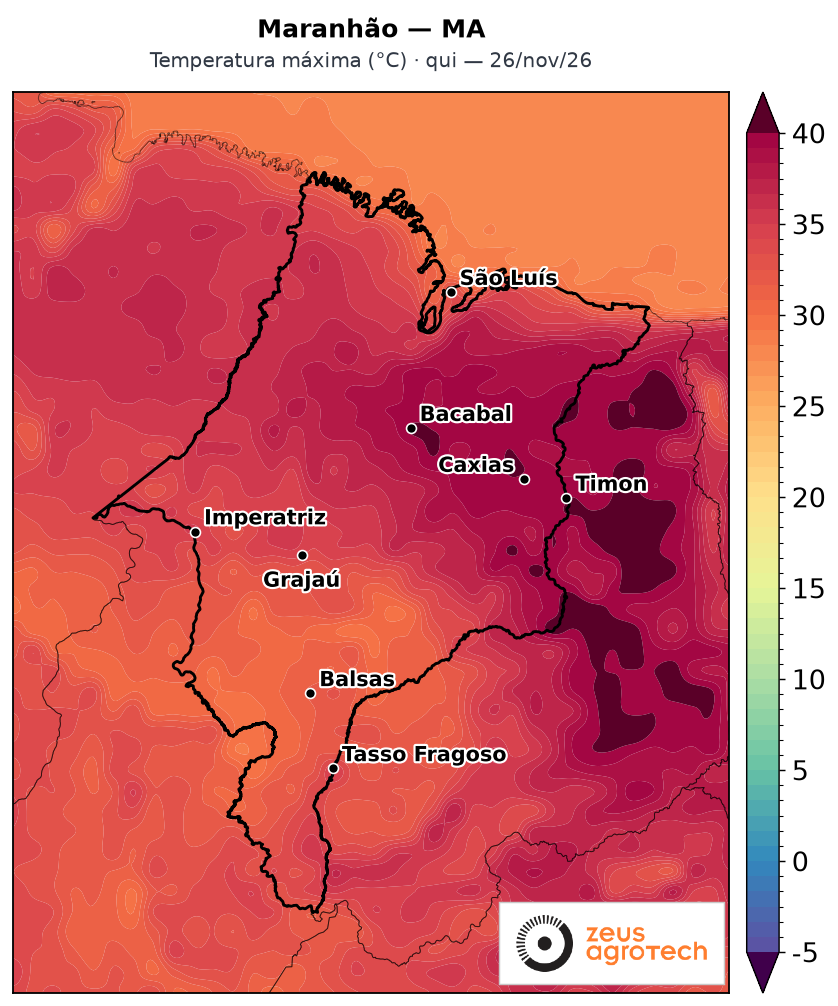 Maranhão — MA
Temperatura máxima (°C) · qui — 26/nov/26
São Luís
Bacabal
Caxias
Timon
Imperatriz
Grajaú
Balsas
Tasso Fragoso
40
35
30
25
20
15
10
5
0
-5
zeus
agrotech